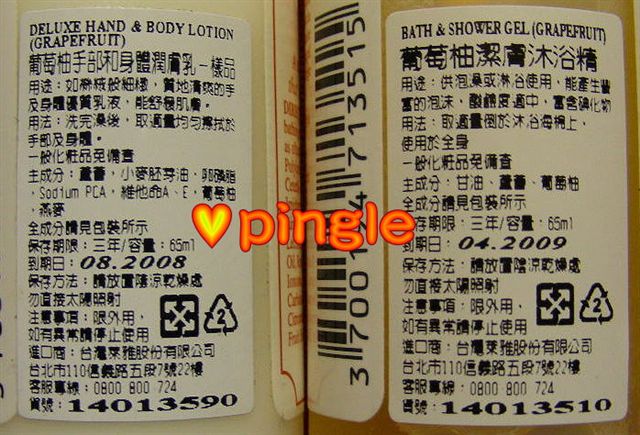 DELUXE HAND & BODY LOTION
(GRAPEFRUIT)
葡萄柚手部和身體潤膚乳-樣品
用途：如絲絨般細緻，質地清爽的手
及身體優質乳液，能舒緩肌膚。
用法：洗完澡後，取適量均勻擦拭於
手部及身體。
一般化粧品免備查
主成分：蘆薈，小麥胚芽油，卵磷脂
，Sodium PCA，維他命A、E，葡萄柚
，燕麥
全成分請見包裝所示
保存期限：三年/容量：65ml
到期日：08.2008
保存方法：請放置陰涼乾燥處
勿直接太陽照射
注意事項：限外用，
如有異常請停止使用
進口商：台灣萊雅股份有限公司
台北市110信義路五段7號22樓
客服專線：0800 800 724
貨號：14013590
BATH & SHOWER GEL (GRAPEFRUIT)
葡萄柚潔膚沐浴精
用途：供泡澡或淋浴使用，能產生豐
富的泡沫，酸鹼度適中，富含碳化物
用法：取適量倒於沐浴海棉上，
使用於全身
一般化粧品免備查
主成分：甘油、蘆薈、葡萄柚
全成分請見包裝所示
保存期限：三年/容量：65ml
到期日：04.2009
保存方法：請放置陰涼乾燥處
勿直接太陽照射
注意事項：限外用，
如有異常請停止使用
進口商：台灣萊雅股份有限公司
台北市110信義路五段7號22樓
客服專線：0800 800 724
貨號：14013510
pingle